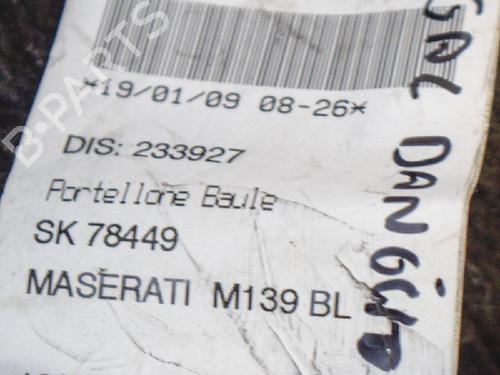 B-PARTS
*19/01/09 08-26*
DIS: 233927
Portellone Baule
SK 78449
MASERATI M139 BL